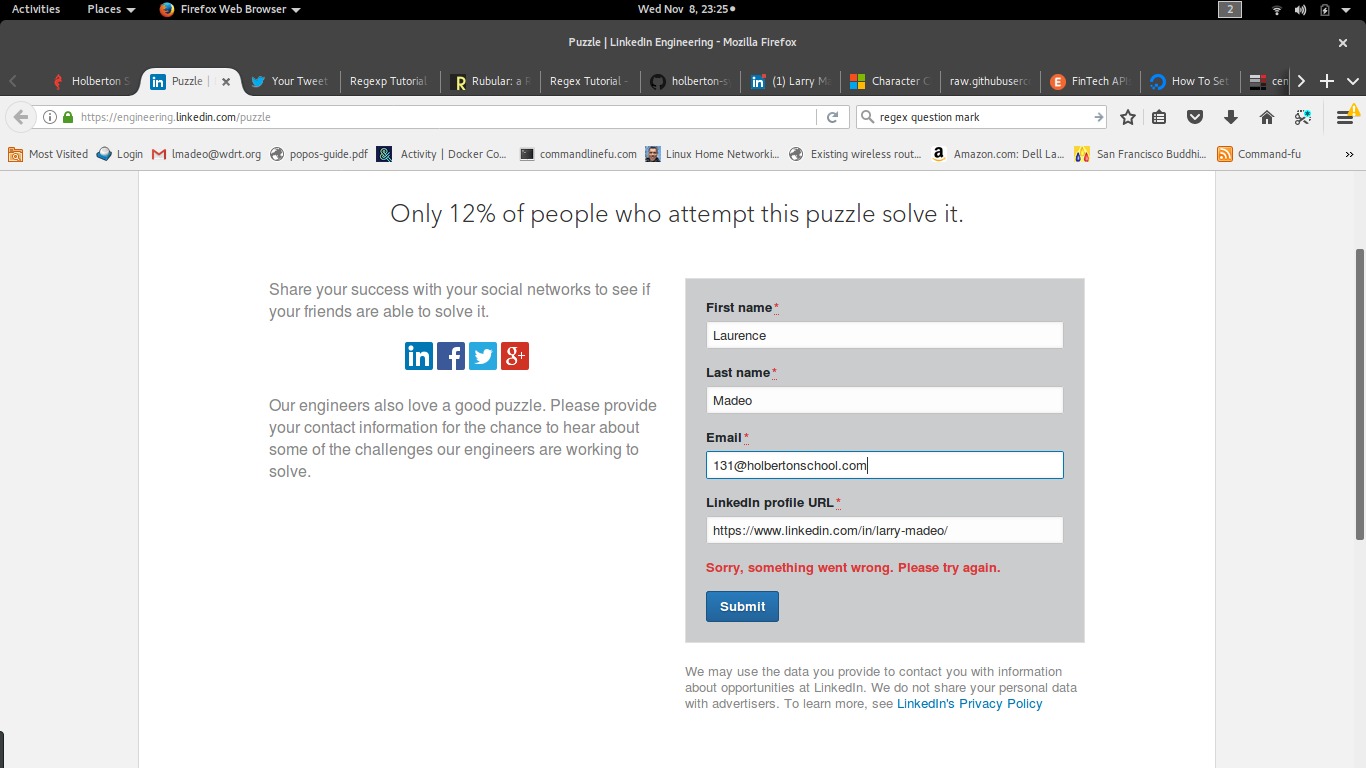 Activities Places Firefox Web Browser Wed Nov 8, 23:25 2
Puzzle | LinkedIn Engineering - Mozilla Firefox
Holberton S Puzzle | Your Tweet Regexp Tutorial Rubular: a R Regex Tutorial - holberton-s (1) Larry Ma Character C raw.githuberc FinTech API How To Set cen
https://engineering.linkedin.com/puzzle regex question mark
Most Visited Login lmadeo@wdrt.org popos-guide.pdf Activity | Docker Co... commandlinefu.com Linux Home Networki... Existing wireless rout... Amazon.com: Dell La... San Francisco Buddhi... Command-fu »
Only 12% of people who attempt this puzzle solve it.
Share your success with your social networks to see if
your friends are able to solve it.
in f g+
Our engineers also love a good puzzle. Please provide
your contact information for the chance to hear about
some of the challenges our engineers are working to
solve.
First name*
Laurence
Last name*
Madeo
Email*
131@holbertonschool.com
LinkedIn profile URL*
https://www.linkedin.com/in/larry-madeo/
Sorry, something went wrong. Please try again.
Submit
We may use the data you provide to contact you with information
about opportunities at LinkedIn. We do not share your personal data
with advertisers. To learn more, see LinkedIn's Privacy Policy